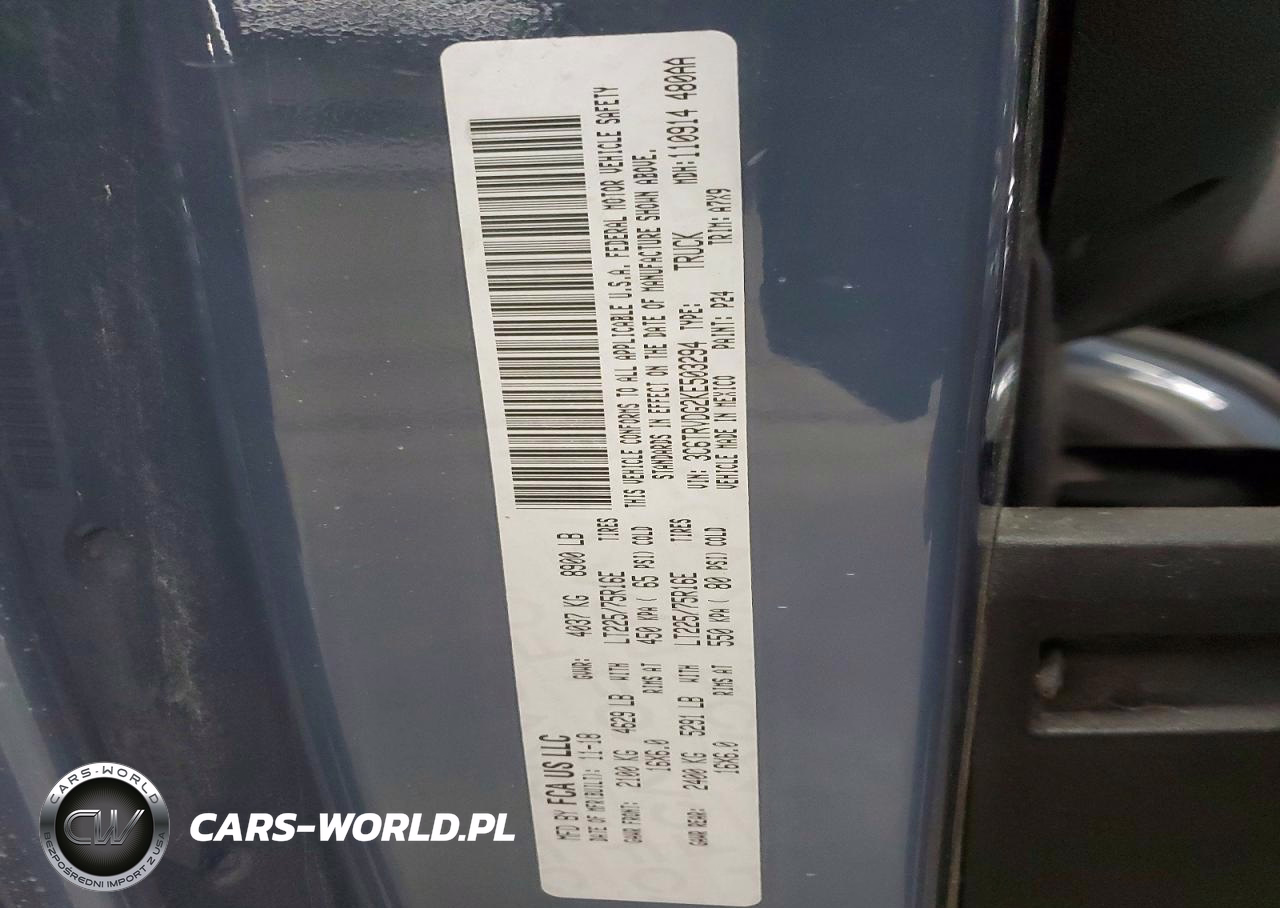 MFD BY FCA US LLC
DATE OF MFR(BUILT): 11-18 GVWR: 4037 KG 8900 LB
GAWR FRONT: 2100 KG 4629 LB WITH LT225/75R16E TIRES
16X6.0 RIMS AT 450 KPA ( 65 PSI) COLD
GAWR REAR: 2400 KG 5291 LB WITH LT225/75R16E TIRES
16X6.0 RIMS AT 550 KPA ( 80 PSI) COLD
THIS VEHICLE CONFORMS TO ALL APPLICABLE U.S.A. FEDERAL MOTOR VEHICLE SAFETY
STANDARDS IN EFFECT ON THE DATE OF MANUFACTURE SHOWN ABOVE.
VIN: 3C6TRVDG2KE503294 TYPE: TRUCK MDH:110914 480AA
VEHICLE MADE IN MEXICO PAINT: P24 TRIM: A7X9
CARS-WORLD
CW
BEZPOŚREDNI IMPORT Z USA
CARS-WORLD.PL